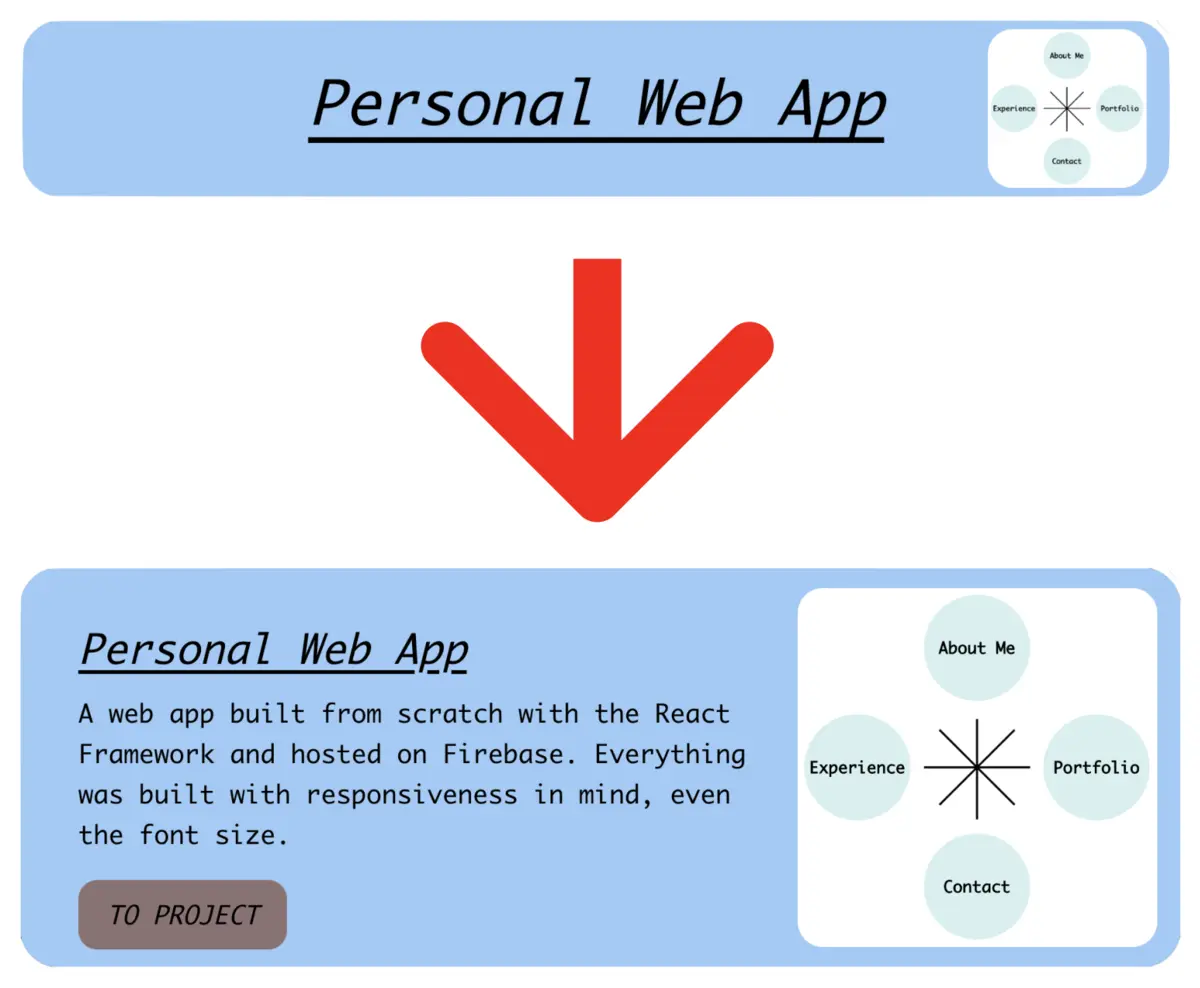 Personal Web App
About Me
Experience
Portfolio
Contact
Personal Web App
A web app built from scratch with the React
Framework and hosted on Firebase. Everything
was built with responsiveness in mind, even
the font size.
TO PROJECT
About Me
Experience
Portfolio
Contact